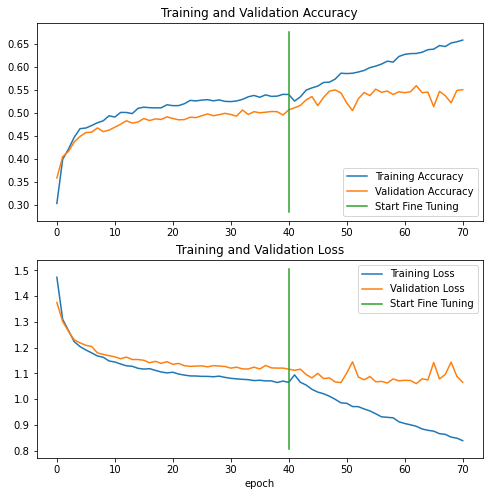 Training and Validation Accuracy
0.65
0.60
0.55
0.50
0.45
0.40
0.35
0.30
Training Accuracy
Validation Accuracy
Start Fine Tuning
0 10 20 30 40 50 60 70
Training and Validation Loss
1.5
1.4
1.3
1.2
1.1
1.0
0.9
0.8
Training Loss
Validation Loss
Start Fine Tuning
0 10 20 30 40 50 60 70
epoch